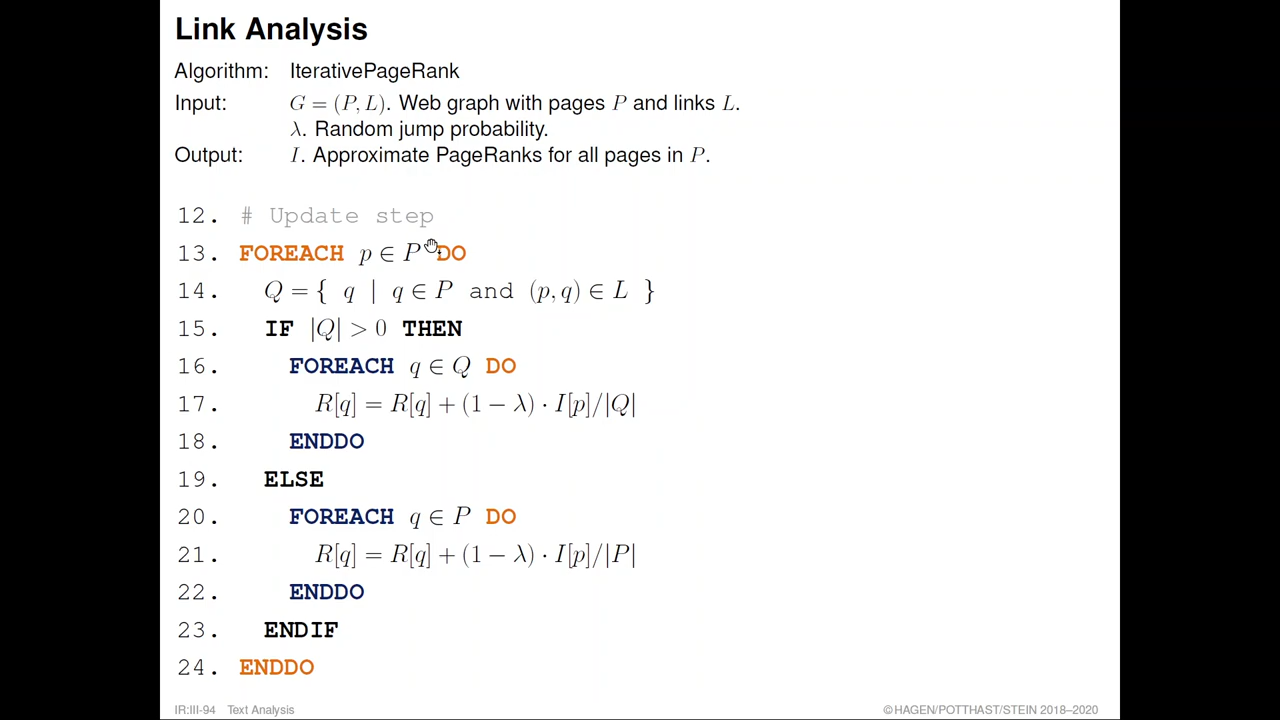 Link Analysis
Algorithm: IterativePageRank
Input: G = (P, L). Web graph with pages P and links L.
λ. Random jump probability.
Output: I. Approximate PageRanks for all pages in P.
12. # Update step
13. FOREACH p ∈ P DO
14. Q = { q | q ∈ P and (p, q) ∈ L }
15. IF |Q| > 0 THEN
16. FOREACH q ∈ Q DO
17. R[q] = R[q] + (1 − λ) · I[p]/|Q|
18. ENDDO
19. ELSE
20. FOREACH q ∈ P DO
21. R[q] = R[q] + (1 − λ) · I[p]/|P|
22. ENDDO
23. ENDIF
24. ENDDO
IR:III-94 Text Analysis ©HAGEN/POTTHAST/STEIN 2018–2020